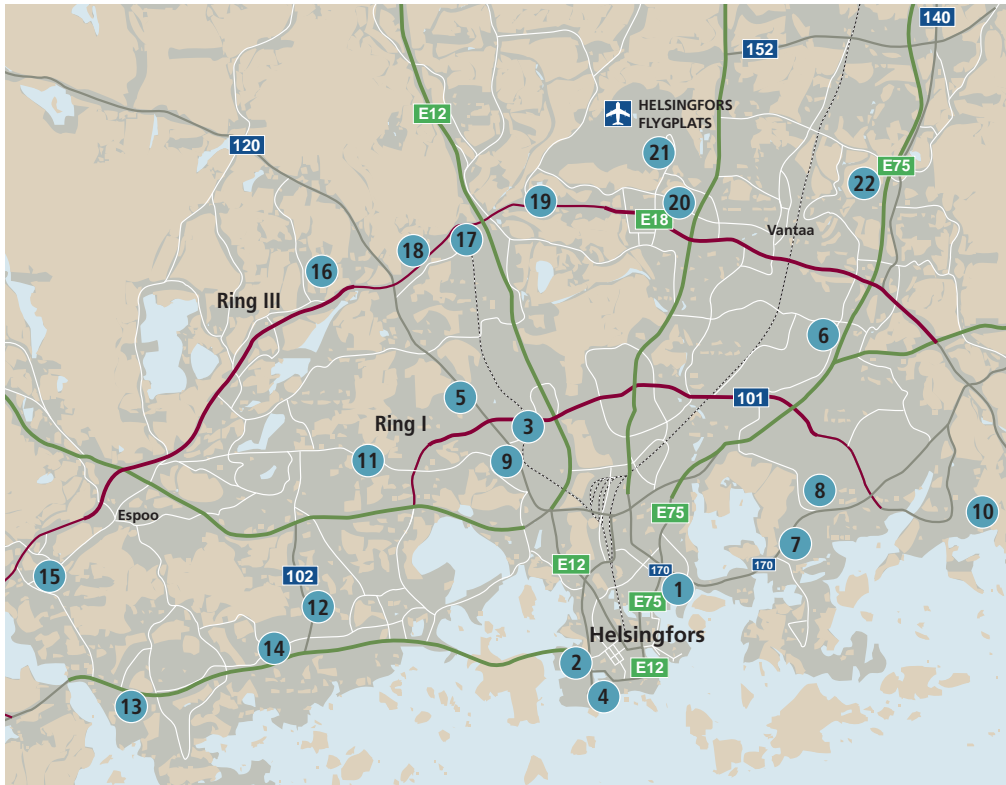 140
152
HELSINGFORS
FLYGPLATS
E12
120
21
E75
22
19
20
E18
Vantaa
17
18
16
Ring III
6
5
101
Ring I
3
11
9
8
10
E75
Espoo
7
E12
170
170
15
102
1
E75
12
Helsingfors
14
2
E12
4
13